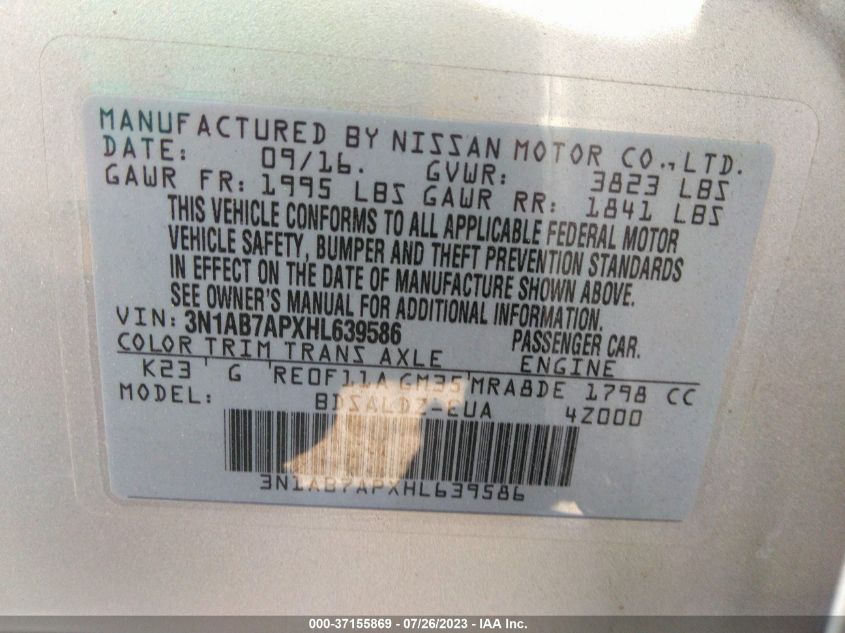 MANUFACTURED BY NISSAN MOTOR CO., LTD.
DATE: 09/16. GVWR: 3823 LBS
GAWR FR: 1995 LBS GAWR RR: 1841 LBS
THIS VEHICLE CONFORMS TO ALL APPLICABLE FEDERAL MOTOR
VEHICLE SAFETY, BUMPER AND THEFT PREVENTION STANDARDS
IN EFFECT ON THE DATE OF MANUFACTURE SHOWN ABOVE.
SEE OWNER'S MANUAL FOR ADDITIONAL INFORMATION.
VIN: 3N1AB7APXHL639586 PASSENGER CAR.
COLOR TRIM TRANS AXLE ENGINE
K23 G RE0F11A GM35 MRA8DE 1798 CC
MODEL: 4Z000
3N1AB7APXHL639586
000-37155869 - 07/26/2023 - IAA Inc.